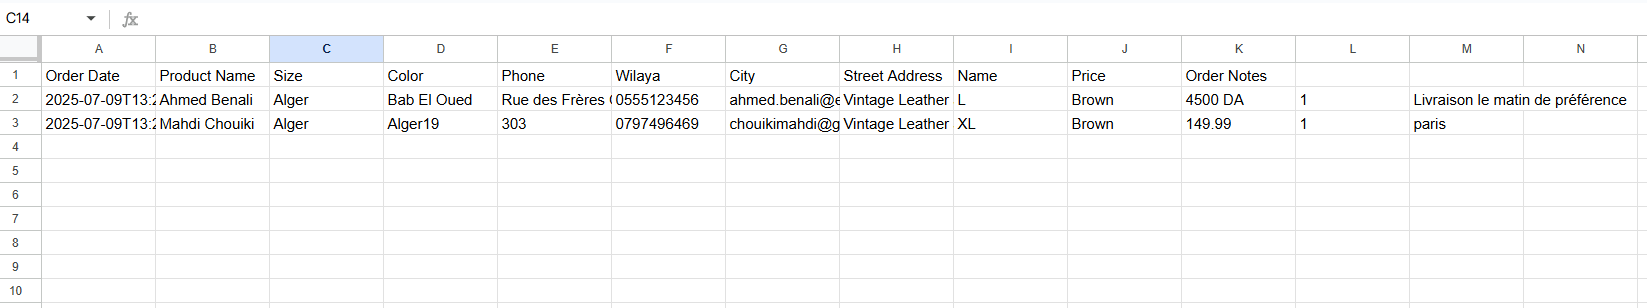 C14 fx
A B C D E F G H I J K L M N
1 Order Date Product Name Size Color Phone Wilaya City Street Address Name Price Order Notes
2 2025-07-09T13:2 Ahmed Benali Alger Bab El Oued Rue des Frères 0555123456 ahmed.benali@e Vintage Leather L Brown 4500 DA 1 Livraison le matin de préférence
3 2025-07-09T13:2 Mahdi Chouiki Alger Alger19 303 0797496469 chouikimahdi@g Vintage Leather XL Brown 149.99 1 paris
4
5
6
7
8
9
10